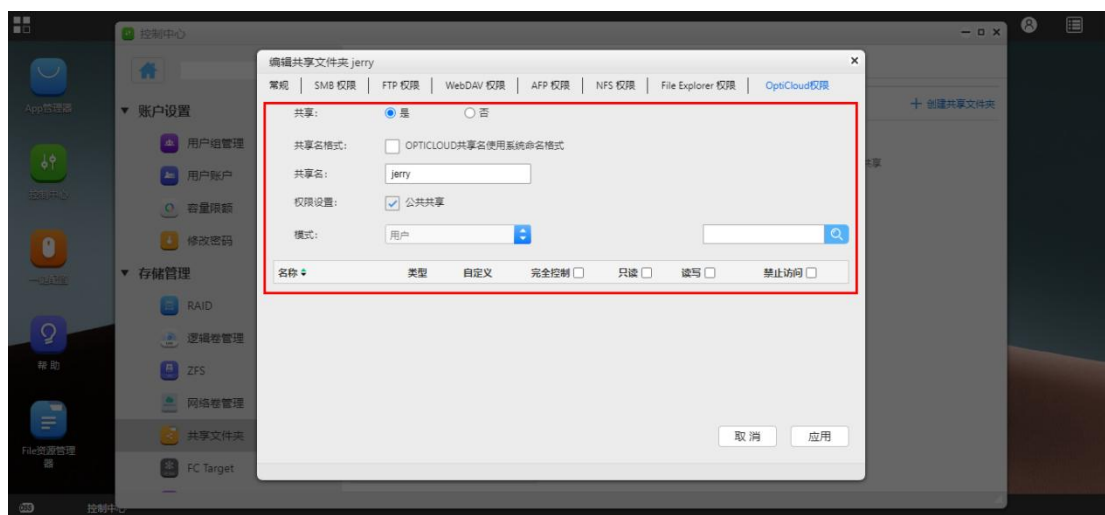 控制中心
编辑共享文件夹 jerry
常规 SMB 权限 FTP 权限 WebDAV 权限 AFP 权限 NFS 权限 File Explorer 权限 OptiCloud权限
共享: 是 否
共享名格式: OPTICLOUD共享名使用系统命名格式
共享名: jerry
权限设置: 公共共享
模式: 用户
名称 类型 自定义 完全控制 只读 读写 禁止访问
取消 应用
App管理器
控制中心
帮助
File资源管理器
账户设置
用户组管理
用户账户
容量限额
修改密码
存储管理
RAID
逻辑卷管理
ZFS
网络卷管理
共享文件夹
FC Target
+ 创建共享文件夹
控制中心